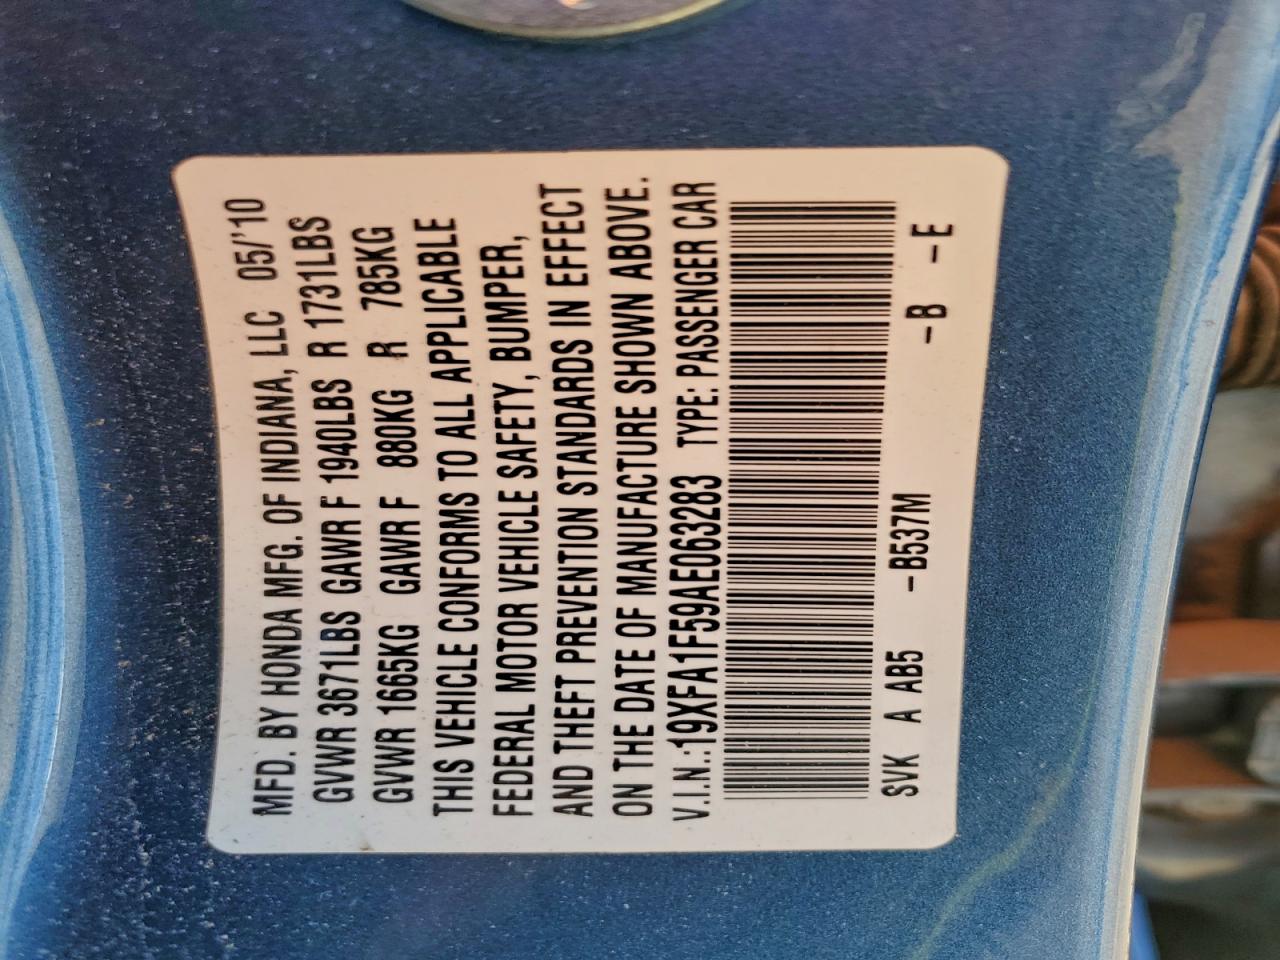 MFD. BY HONDA MFG. OF INDIANA, LLC 05/'10
GVWR 3671LBS GAWR F 1940LBS R 1731LBS
GVWR 1665KG GAWR F 880KG R 785KG
THIS VEHICLE CONFORMS TO ALL APPLICABLE
FEDERAL MOTOR VEHICLE SAFETY, BUMPER,
AND THEFT PREVENTION STANDARDS IN EFFECT
ON THE DATE OF MANUFACTURE SHOWN ABOVE.
V.I.N.:19XFA1F59AE063283 TYPE: PASSENGER CAR
SVK A AB5 -B537M -B -E